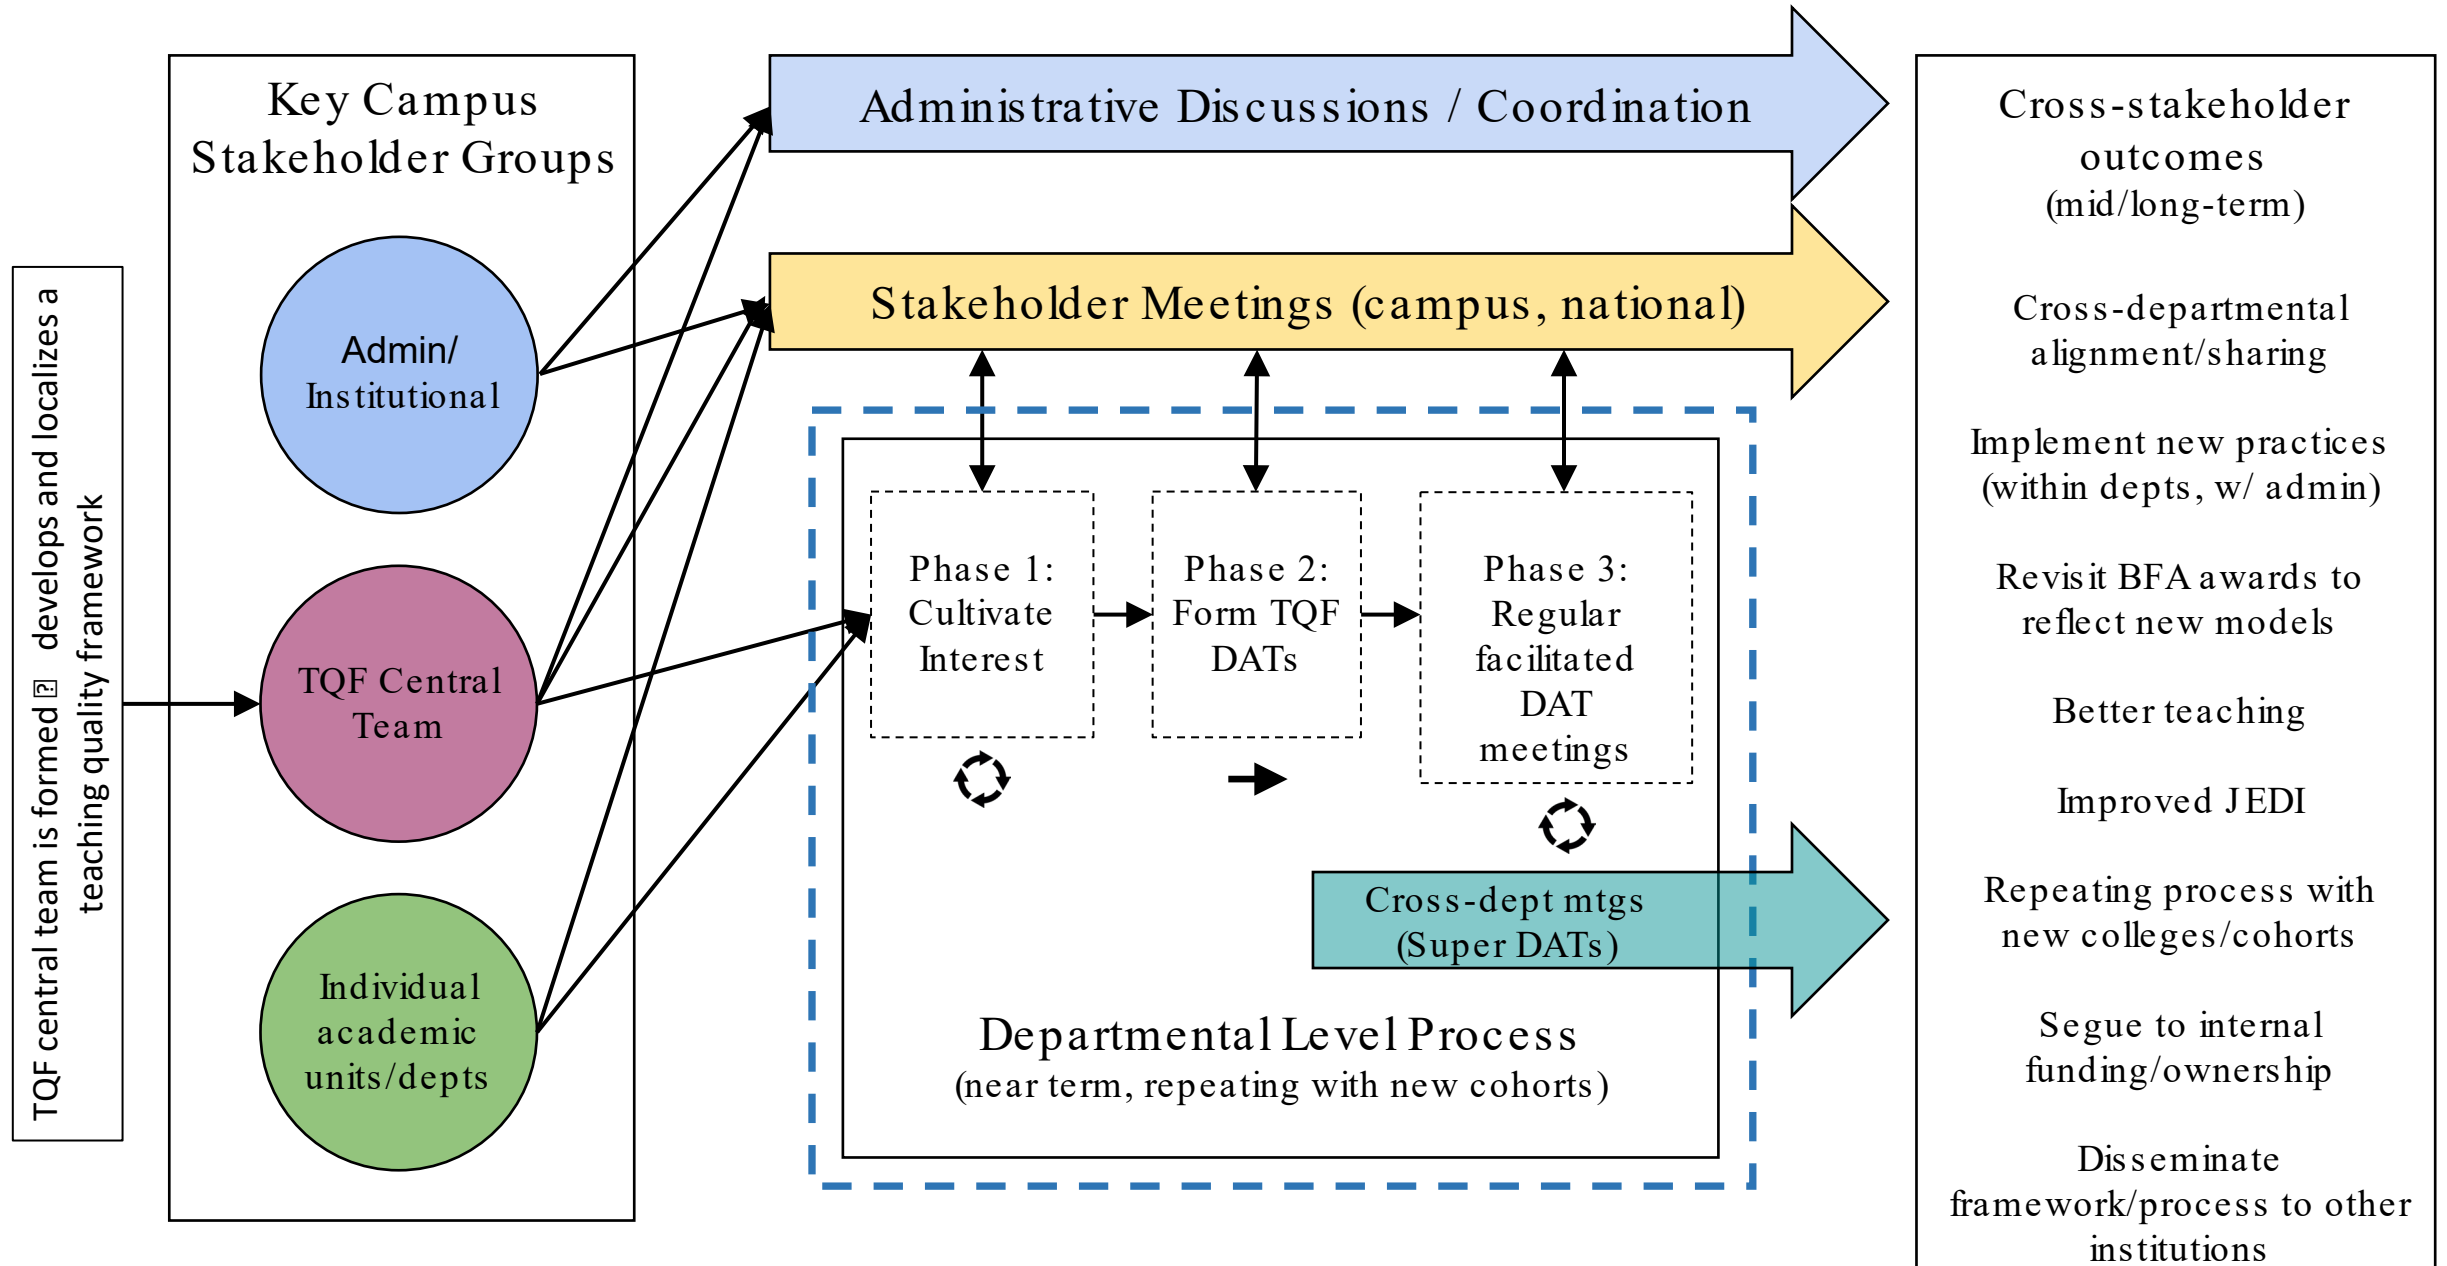 TQF central team is formed ⍰ develops and localizes a
teaching quality framework
Key Campus
Stakeholder Groups
Admin/
Institutional
TQF Central
Team
Individual
academic
units/depts
Administrative Discussions / Coordination
Stakeholder Meetings (campus, national)
Phase 1:
Cultivate
Interest
Phase 2:
Form TQF
DATs
Phase 3:
Regular
facilitated
DAT
meetings
Cross-dept mtgs
(Super DATs)
Departmental Level Process
(near term, repeating with new cohorts)
Cross-stakeholder
outcomes
(mid/long-term)
Cross-departmental
alignment/sharing
Implement new practices
(within depts, w/ admin)
Revisit BFA awards to
reflect new models
Better teaching
Improved JEDI
Repeating process with
new colleges/cohorts
Segue to internal
funding/ownership
Disseminate
framework/process to other
institutions